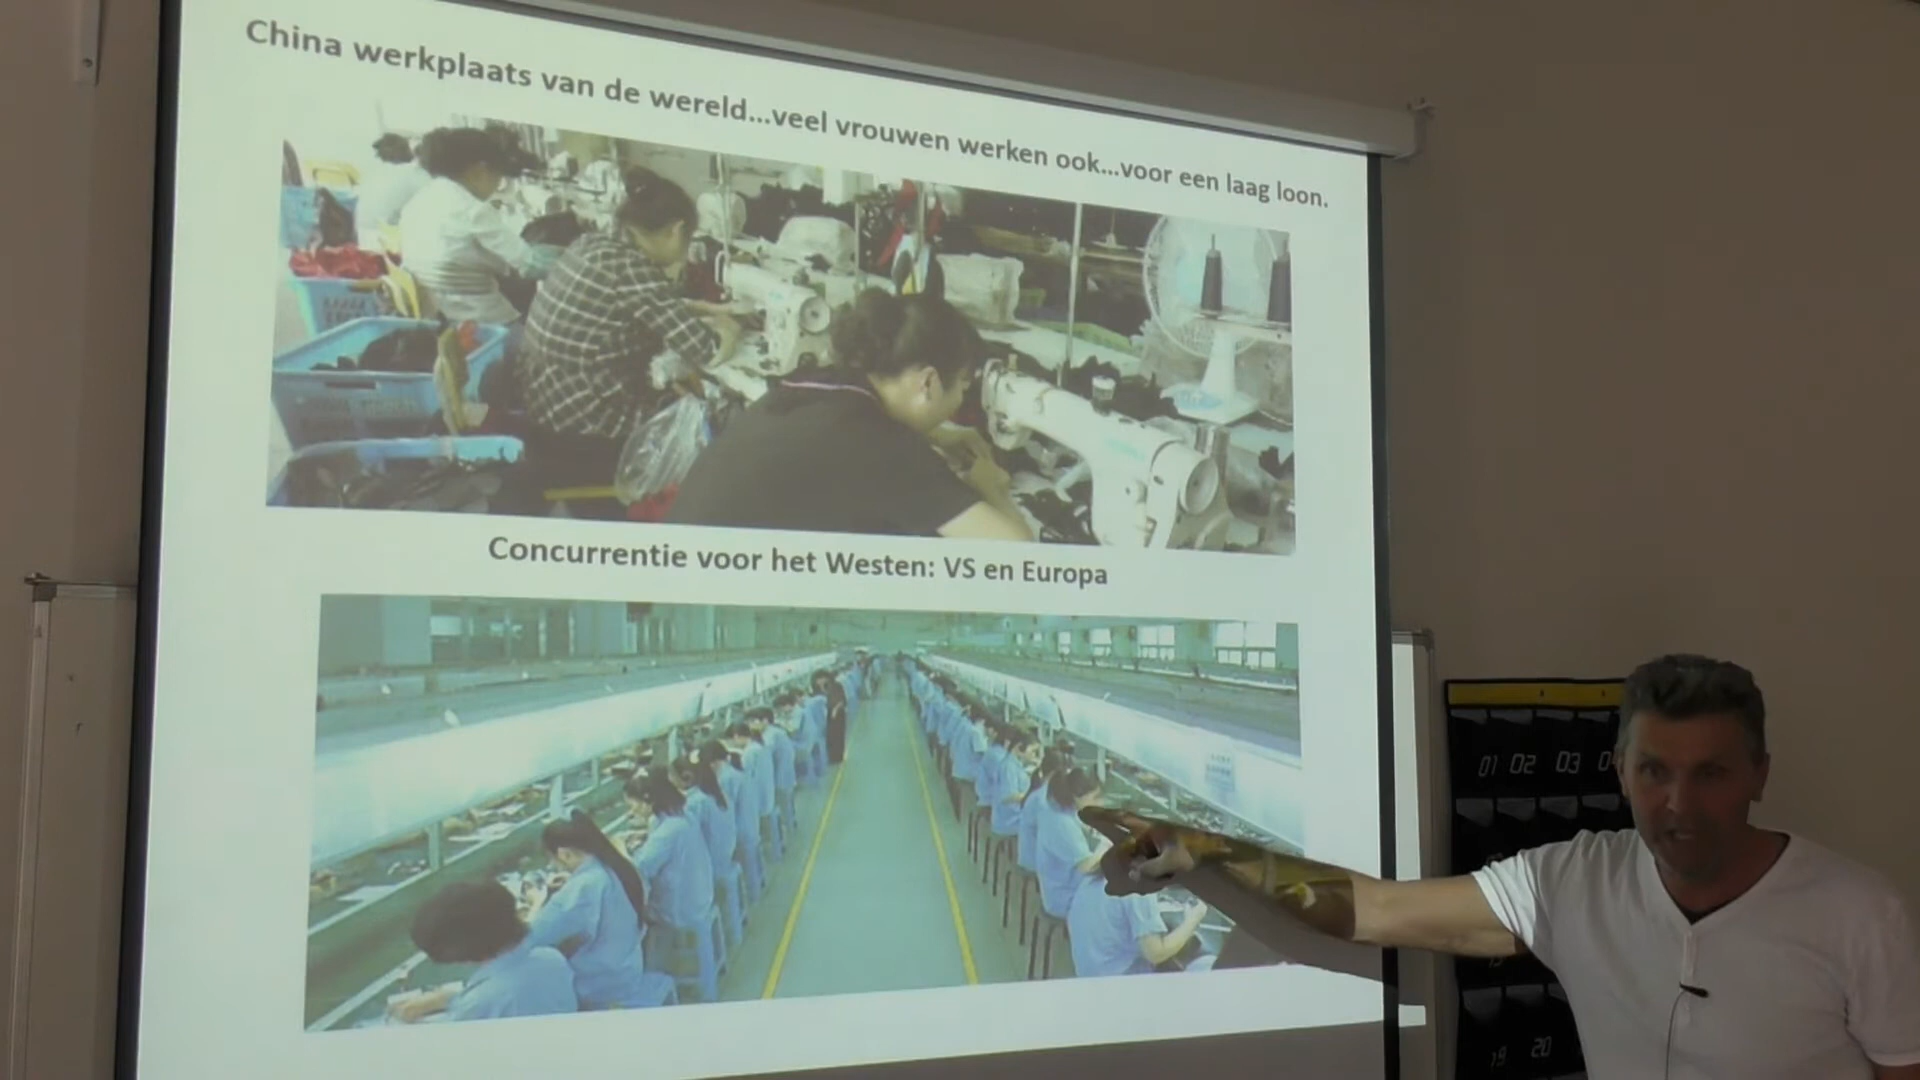 China werkplaats van de wereld...veel vrouwen werken ook...voor een laag loon.
Concurrentie voor het Westen: VS en Europa
01 02 03
19 20